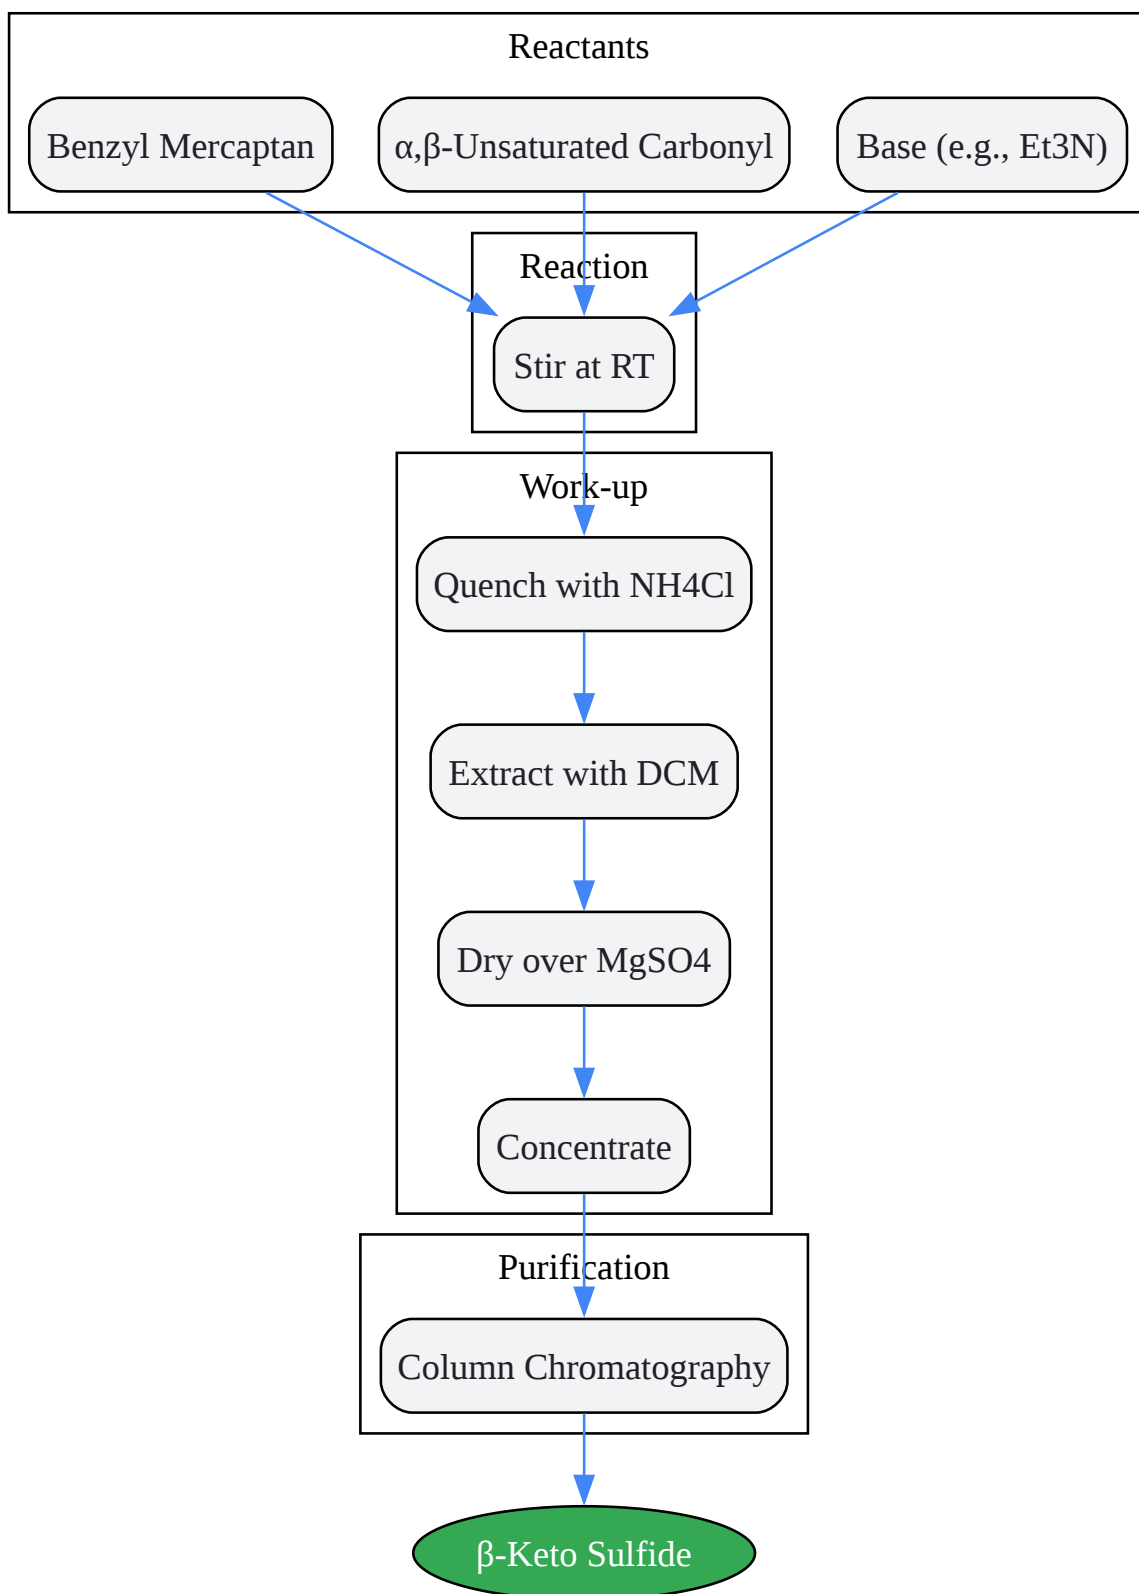 Reactants
Benzyl Mercaptan
α,β-Unsaturated Carbonyl
Base (e.g., Et3N)
Reaction
Stir at RT
Work-up
Quench with NH4Cl
Extract with DCM
Dry over MgSO4
Concentrate
Purification
Column Chromatography
β-Keto Sulfide